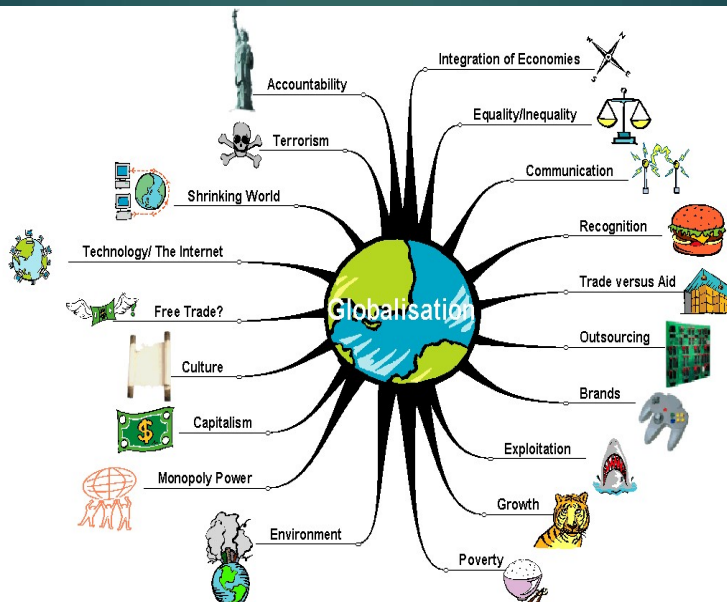 Globalisation
Integration of Economies
Equality/Inequality
Communication
Recognition
Trade versus Aid
Outsourcing
Brands
Exploitation
Growth
Poverty
Environment
Monopoly Power
Capitalism
Culture
Free Trade?
Technology/ The Internet
Shrinking World
Terrorism
Accountability
N
E
S
W
$